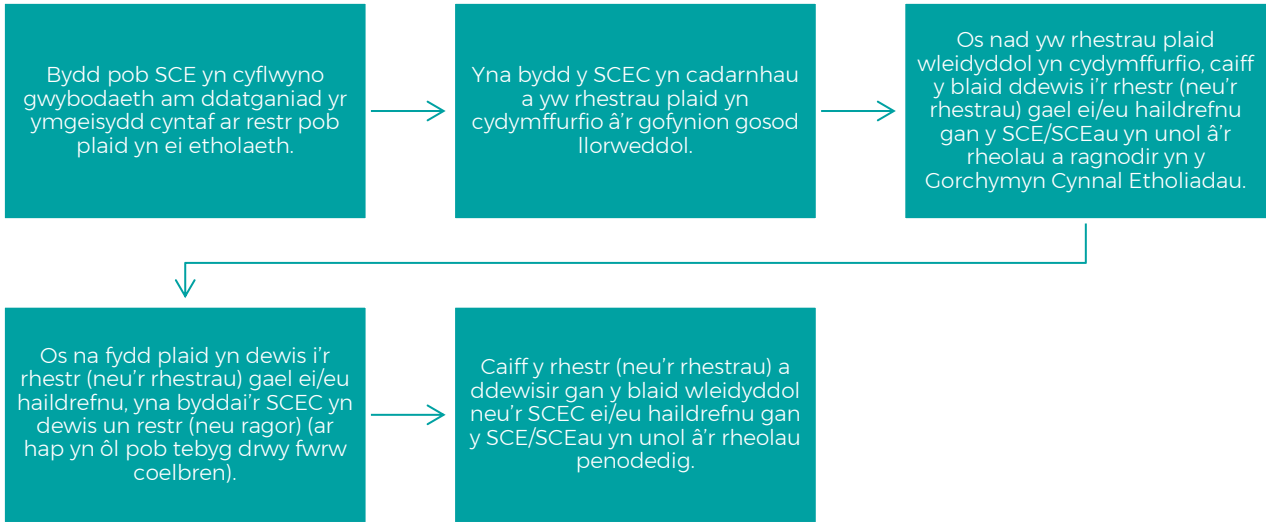 Bydd pob SCE yn cyflwyno
gwybodaeth am ddatganiad yr
ymgeisydd cyntaf ar restr pob
plaid yn ei etholaeth.
Yna bydd y SCEC yn cadarnhau
a yw rhestrau plaid yn
cydymffurfio â'r gofynion gosod
llorweddol.
Os nad yw rhestrau plaid
wleidyddol yn cydymffurfio, caiff
y blaid ddewis i'r rhestr (neu'r
rhestrau) gael ei/eu haildrefnu
gan y SCE/SCEau yn unol â'r
rheolau a ragnodir yn y
Gorchymyn Cynnal Etholiadau.
Os na fydd plaid yn dewis i'r
rhestr (neu'r rhestrau) gael ei/eu
haildrefnu, yna byddai'r SCEC yn
dewis un restr (neu ragor) (ar
hap yn ôl pob tebyg drwy fwrw
coelbren).
Caiff y rhestr (neu'r rhestrau) a
ddewisir gan y blaid wleidyddol
neu'r SCEC ei/eu haildrefnu gan
y SCE/SCEau yn unol â'r rheolau
penodedig.